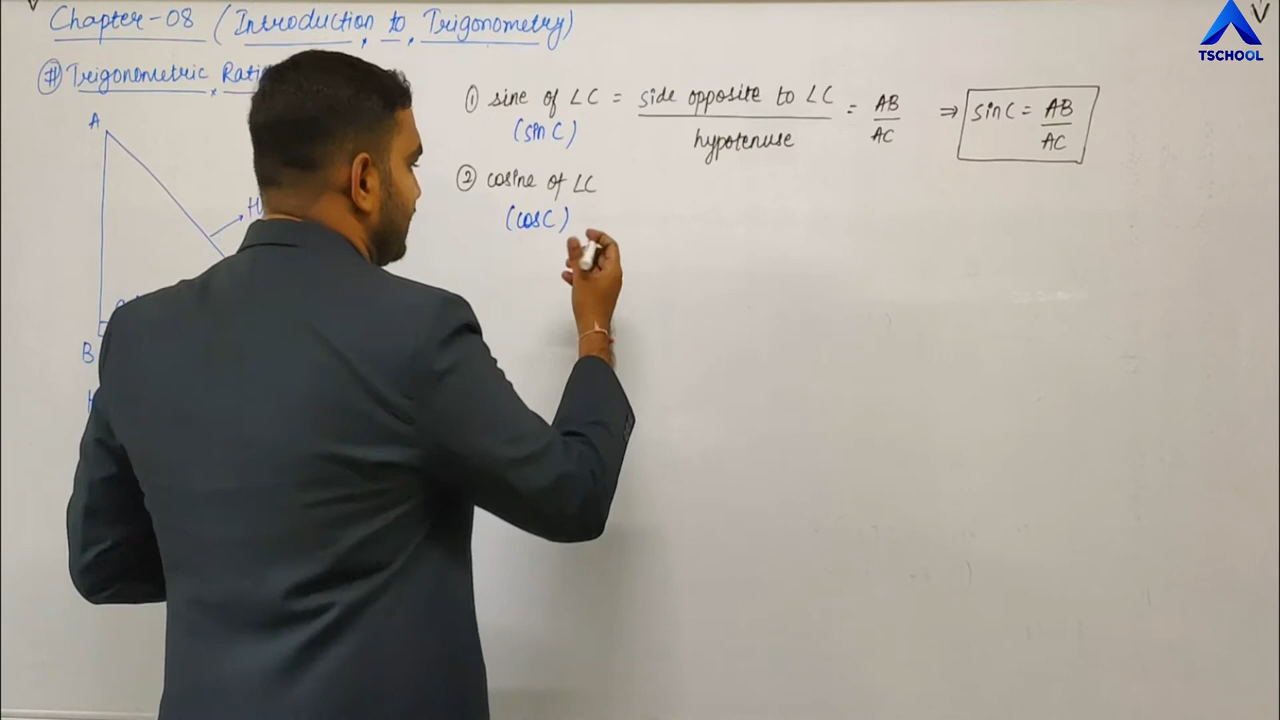 Chapter-08 (Introduction to Trigonometry)
TSCHOOL
# Trigonometric
A
B
① sine of ∠C = side opposite to ∠C / hypotenuse = AB / AC ⇒ sin C = AB / AC
(sin C)
② cosine of ∠C
(cos C)